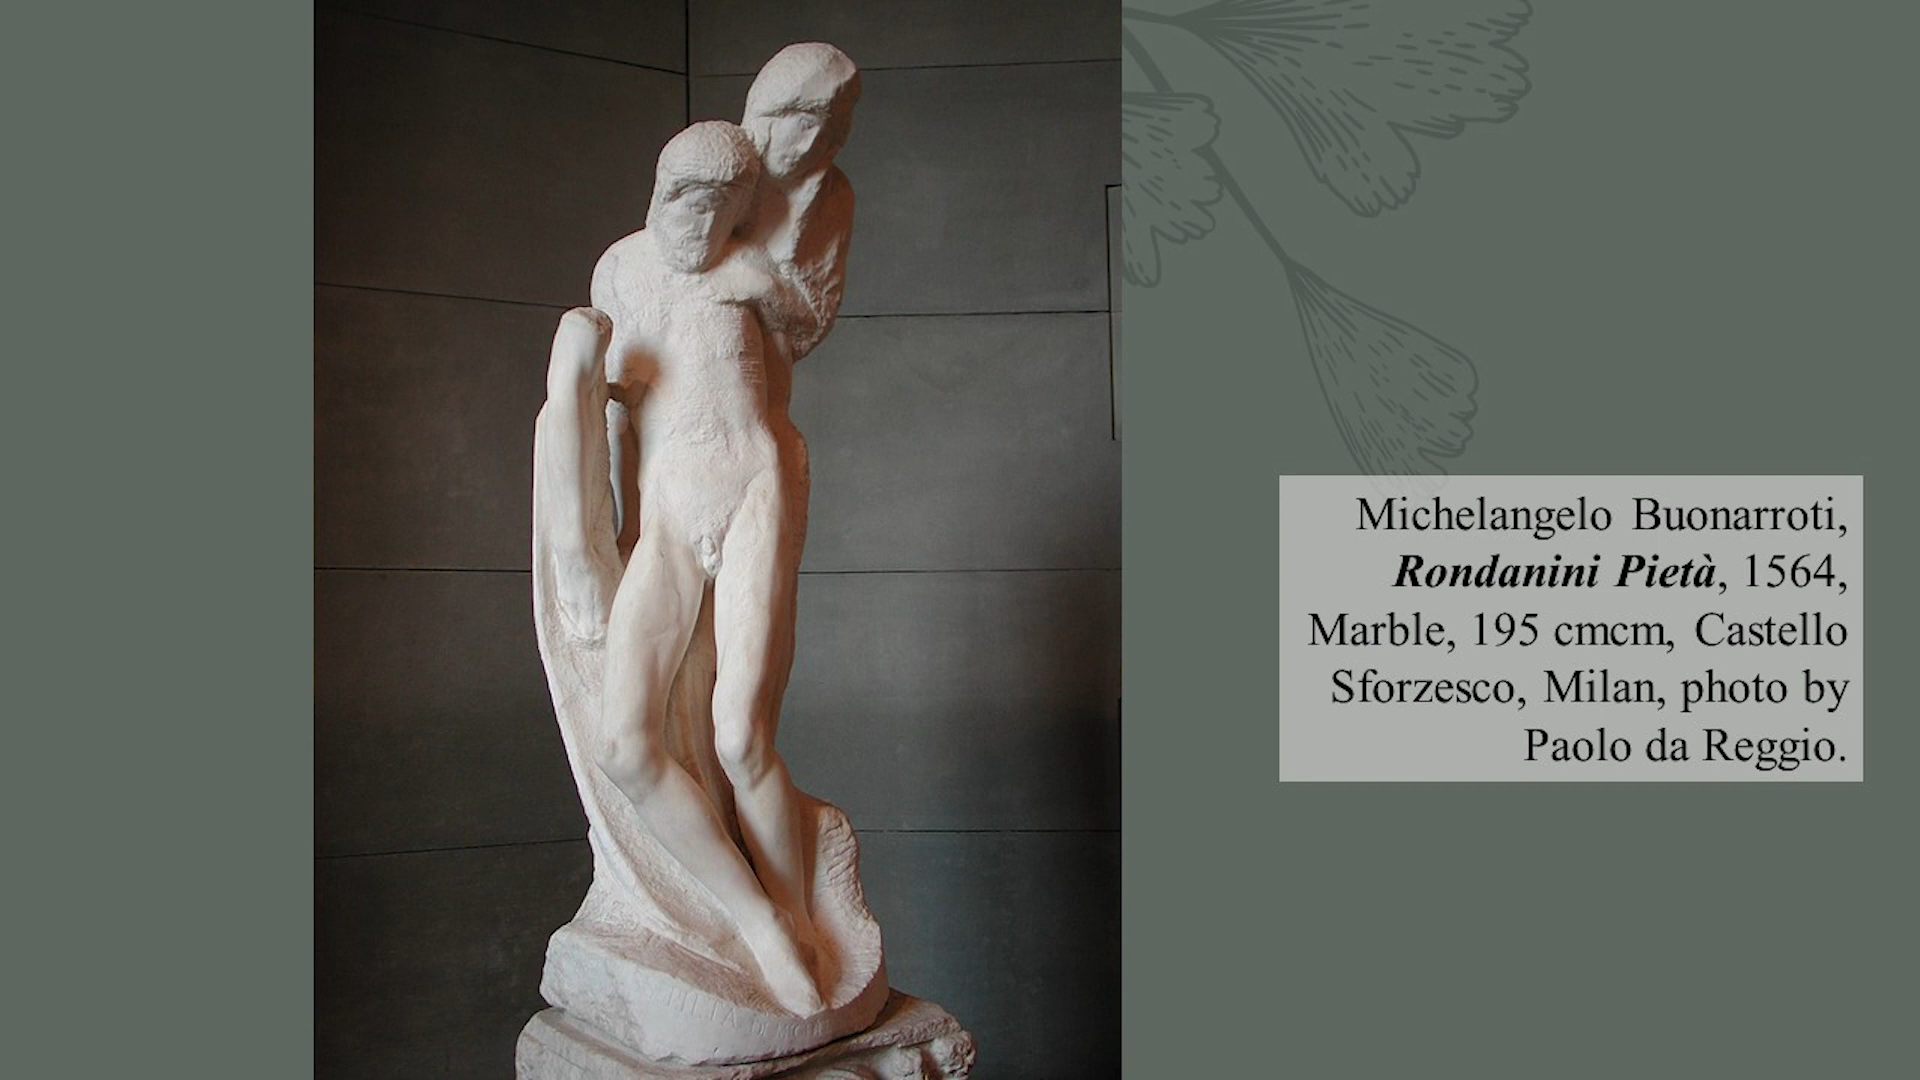 Michelangelo Buonarroti,
Rondanini Pietà, 1564,
Marble, 195 cmcm, Castello
Sforzesco, Milan, photo by
Paolo da Reggio.